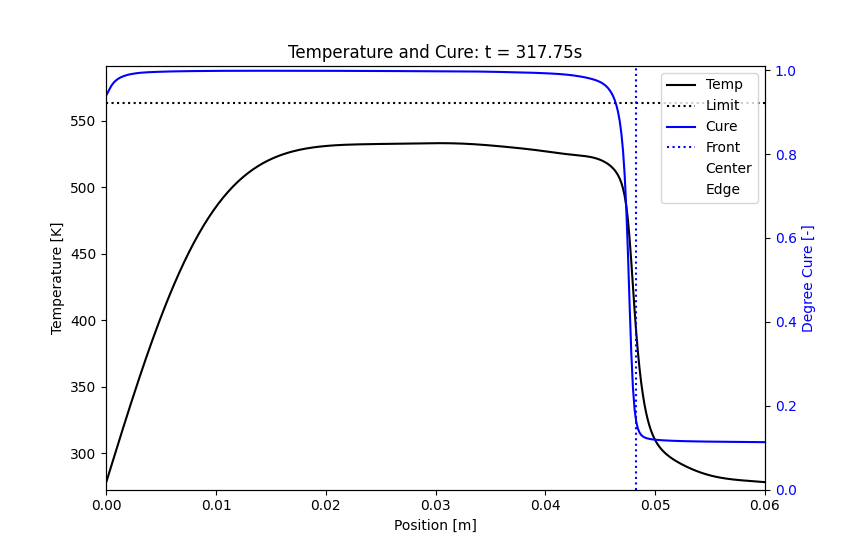 Temperature and Cure: t = 317.75s
Temp
Limit
Cure
Front
Center
Edge
Temperature [K]
550
500
450
400
350
300
Degree Cure [-]
1.0
0.8
0.6
0.4
0.2
0.0
0.00 0.01 0.02 0.03 0.04 0.05 0.06
Position [m]